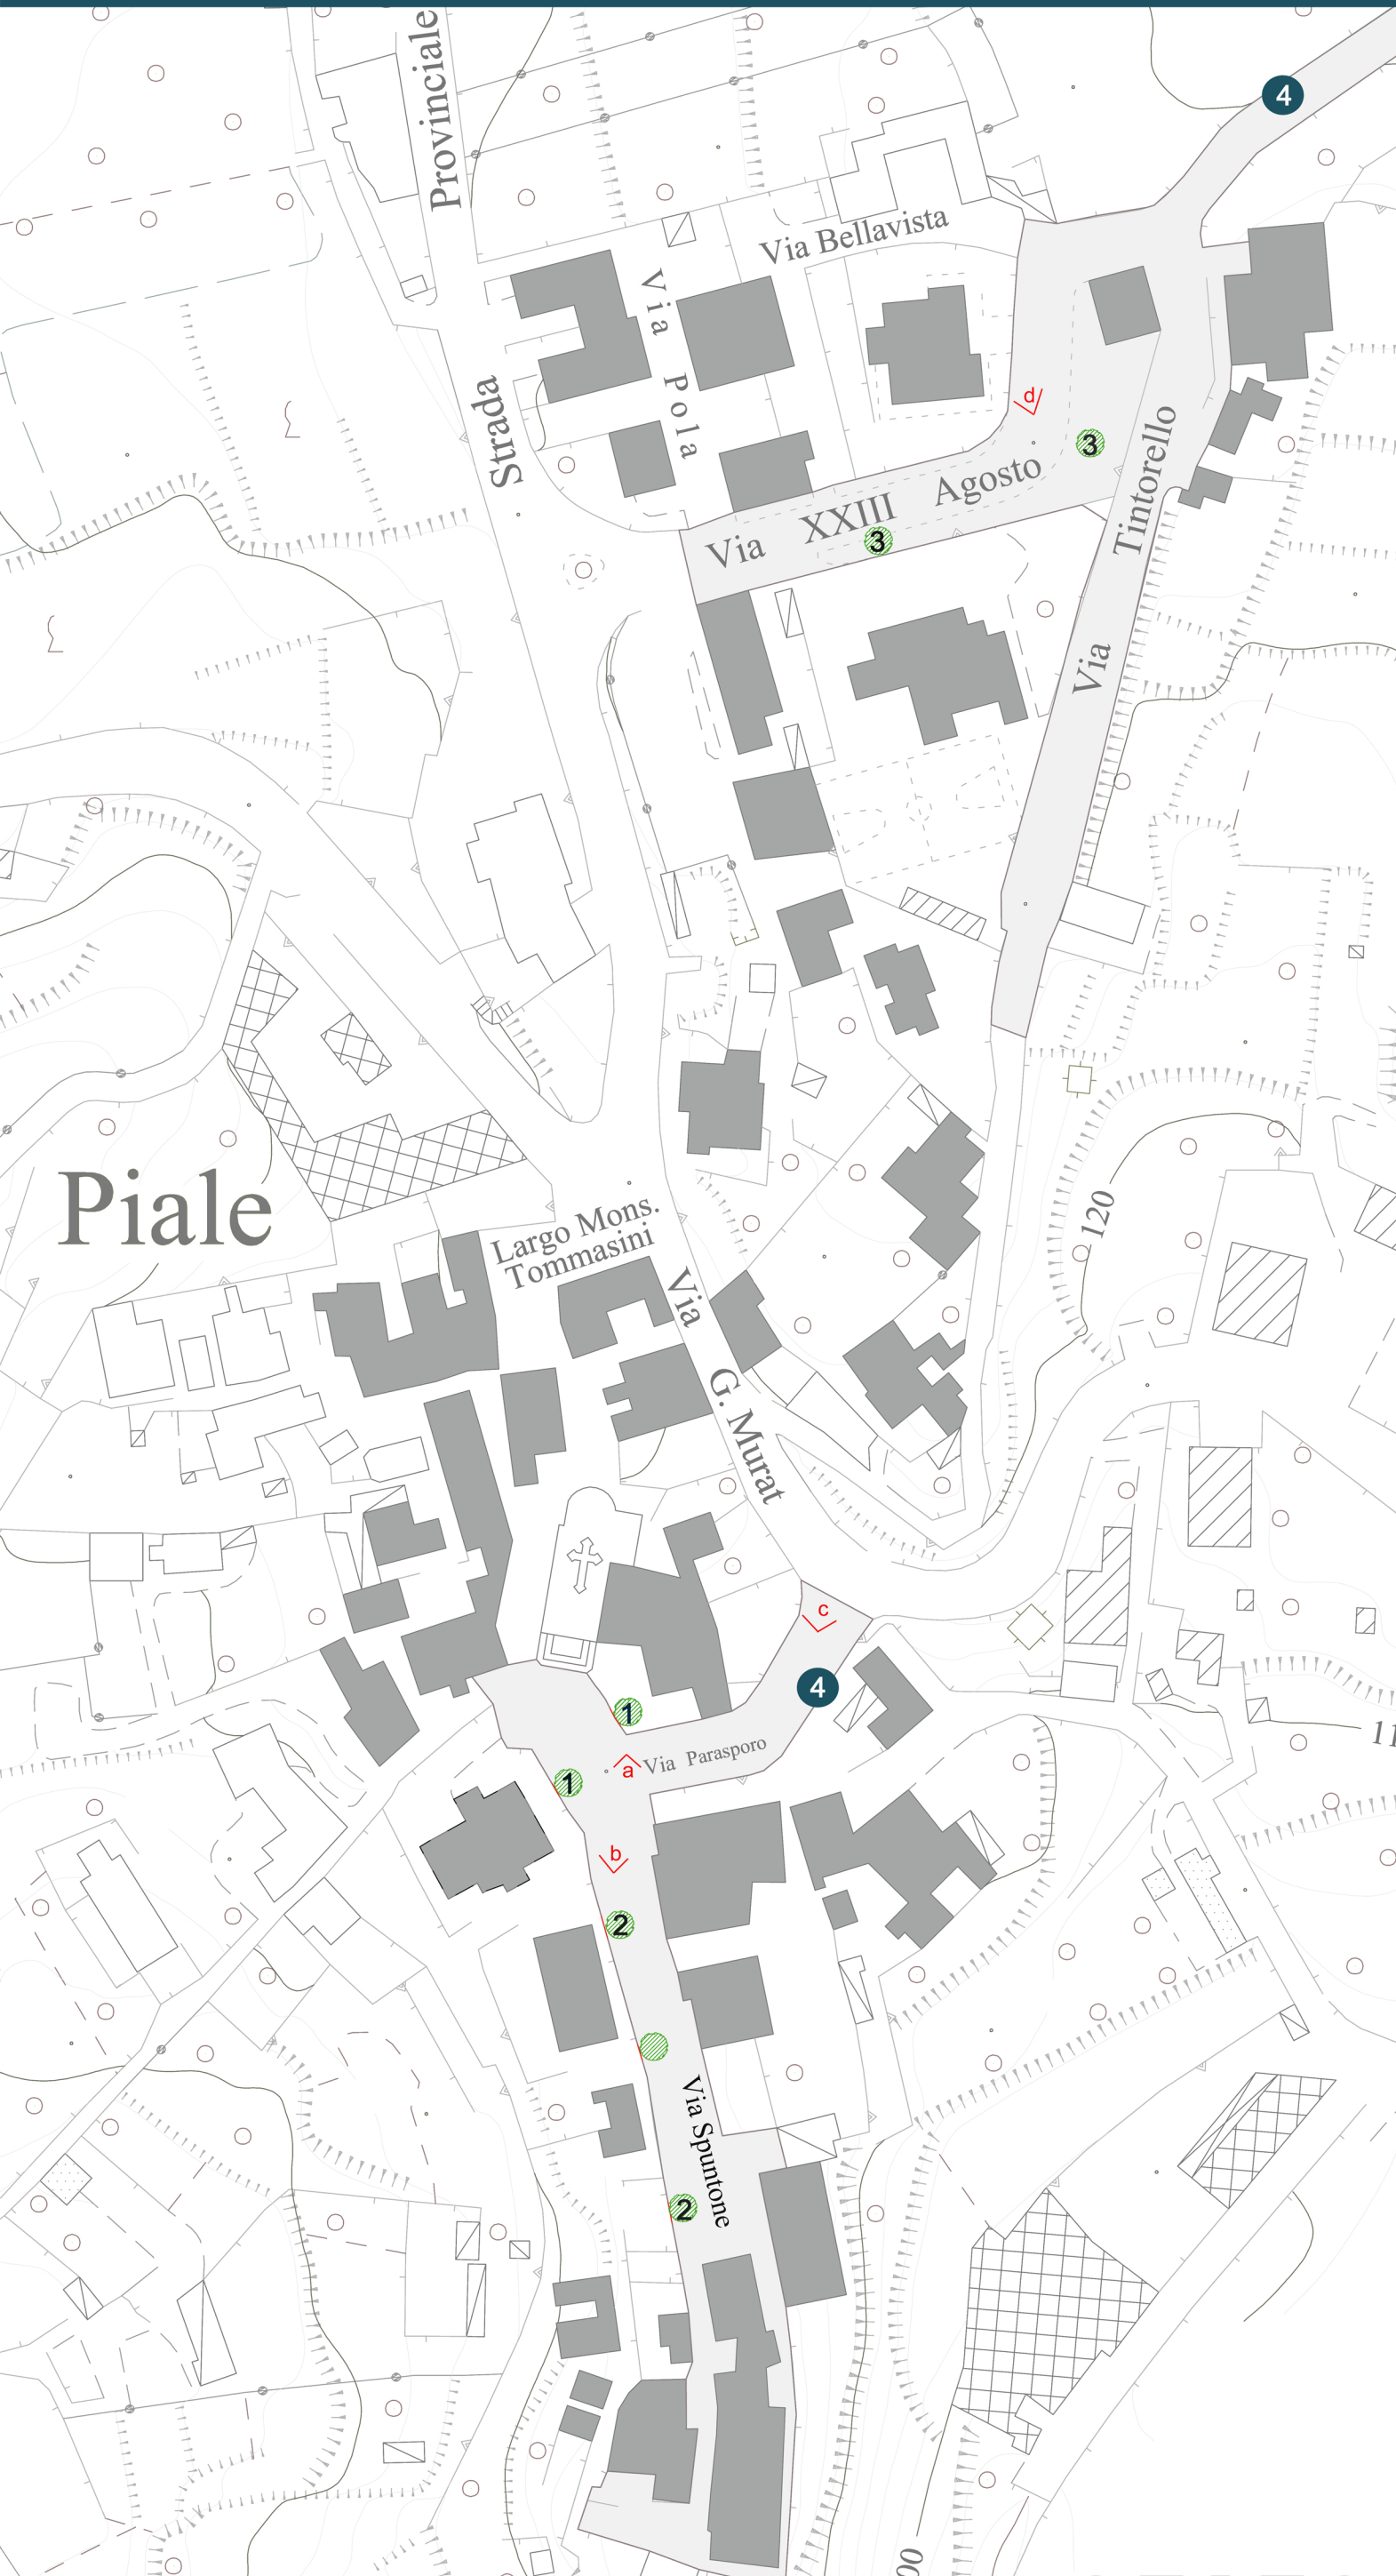 Provinciale
4
Via Bellavista
Via Pola
Strada
d
3
Via XXIII Agosto
3
Via Tintorello
120
Piale
Largo Mons.
Tommasini
Via G. Murat
c
4
1
Via Parasporo
a
1
b
2
Via Spuntone
2